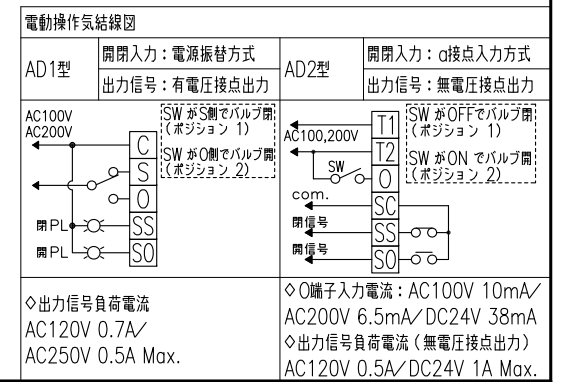 電動操作気結線図
AD1型
開閉入力：電源振替方式
出力信号：有電圧接点出力
AD2型
開閉入力：a接点入力方式
出力信号：無電圧接点出力
AC100V
AC200V
SW がS側でバルブ閉
(ポジション 1)
SW がO側でバルブ開
(ポジション 2)
C
S
O
閉PL
SS
開PL
SO
SW がOFFでバルブ閉
(ポジション 1)
SW がON でバルブ開
(ポジション 2)
AC100,200V
T1
T2
SW
O
com.
SC
閉信号
SS
開信号
SO
◇出力信号負荷電流
AC120V 0.7A/
AC250V 0.5A Max.
◇O端子入力電流：AC100V 10mA/
AC200V 6.5mA/DC24V 38mA
◇出力信号負荷電流（無電圧接点出力）
AC120V 0.5A/DC24V 1A Max.